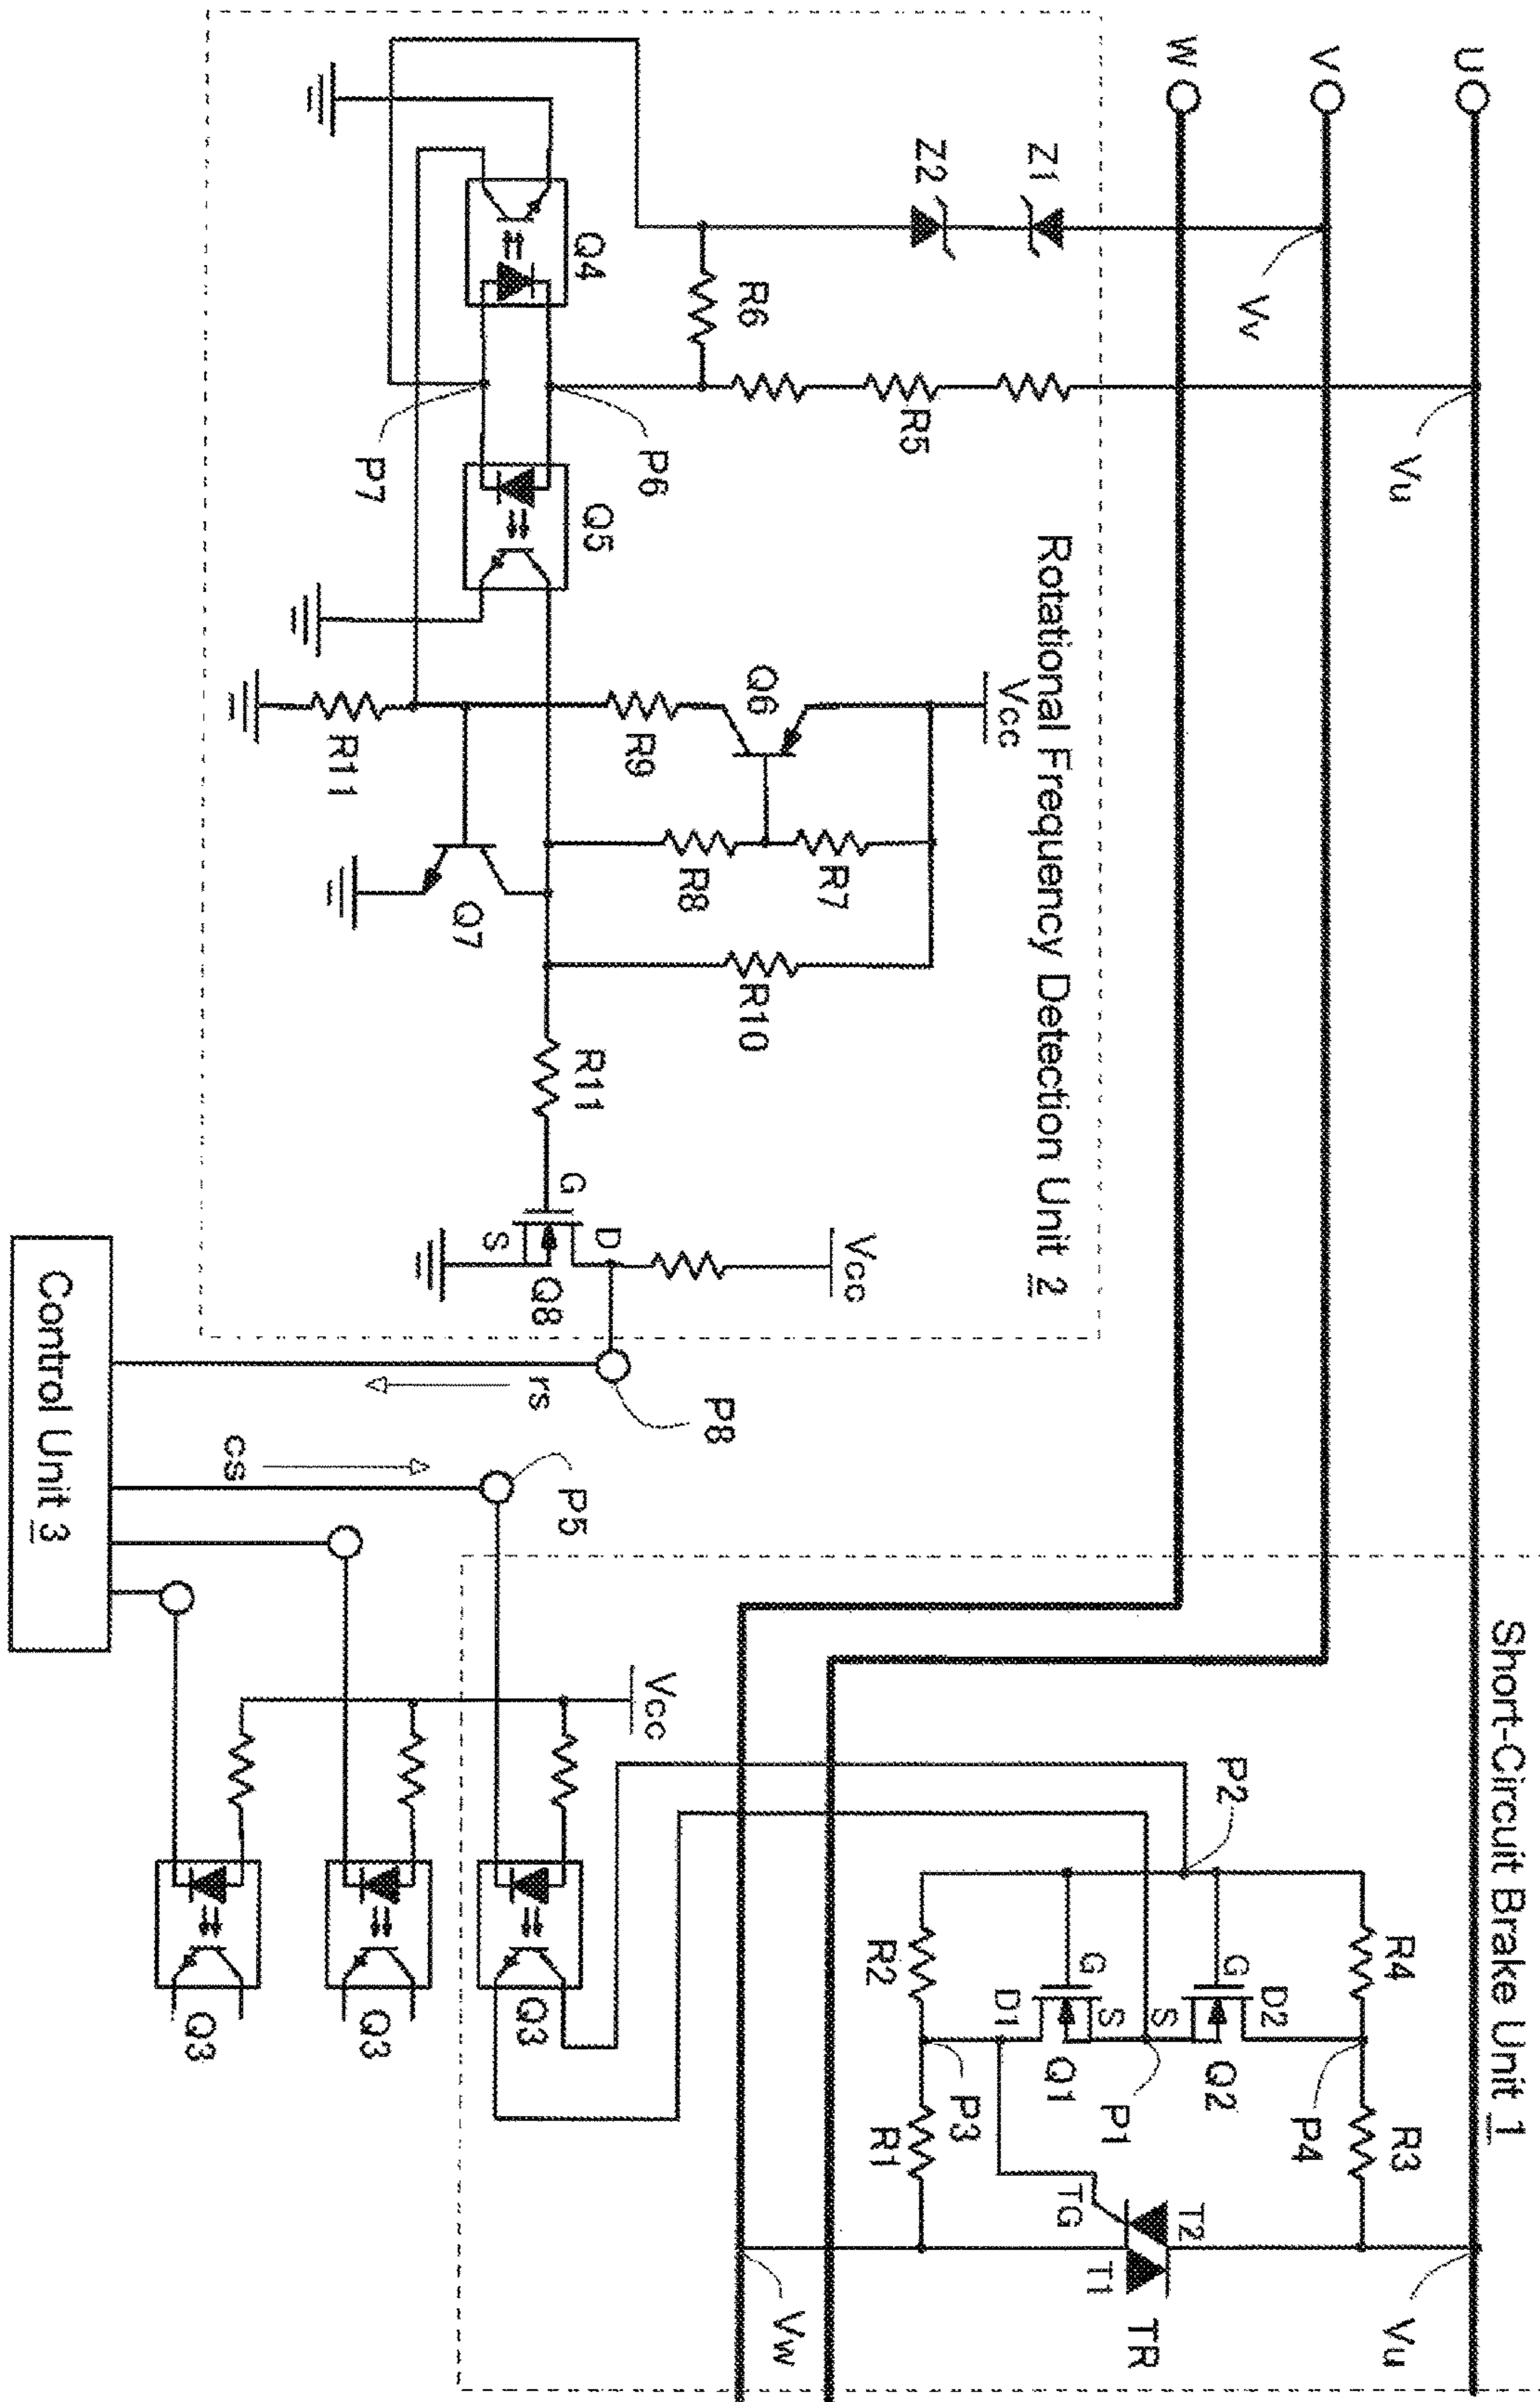 Short-Circuit Brake Unit 1
U
Vu
Vu
R4
R3
P4
T2
TR
T1
TG
P2
G
D2
S
Q2
P1
G
S
D1
Q1
R2
P3
R1
V
Vv
W
Vw
Rotational Frequency Detection Unit 2
Z1
Z2
R5
R6
Vcc
Vcc
Q6
R7
R8
R9
R10
Q4
P6
Q5
P7
R11
R11
Q7
G
D
S
Q8
P8
rs
P5
cs
Vcc
Q3
Q3
Q3
Control Unit 3